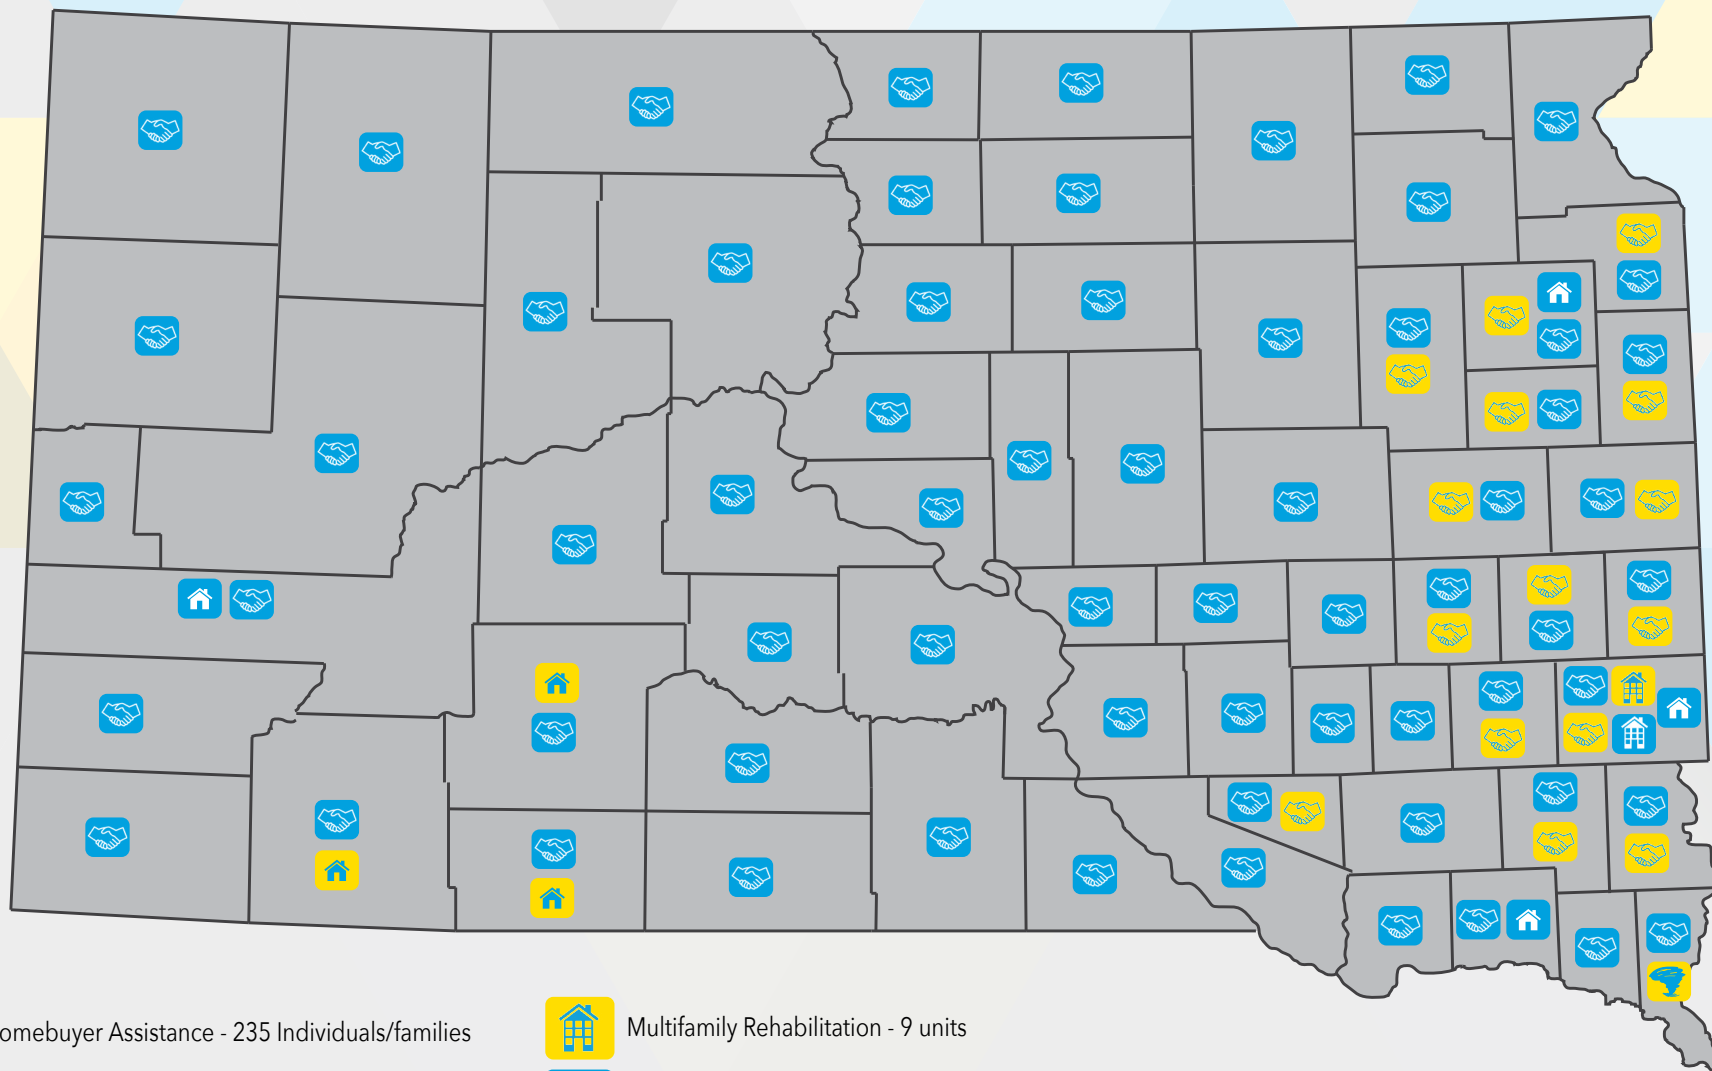 omebuyer Assistance - 235 Individuals/families
Multifamily Rehabilitation - 9 units